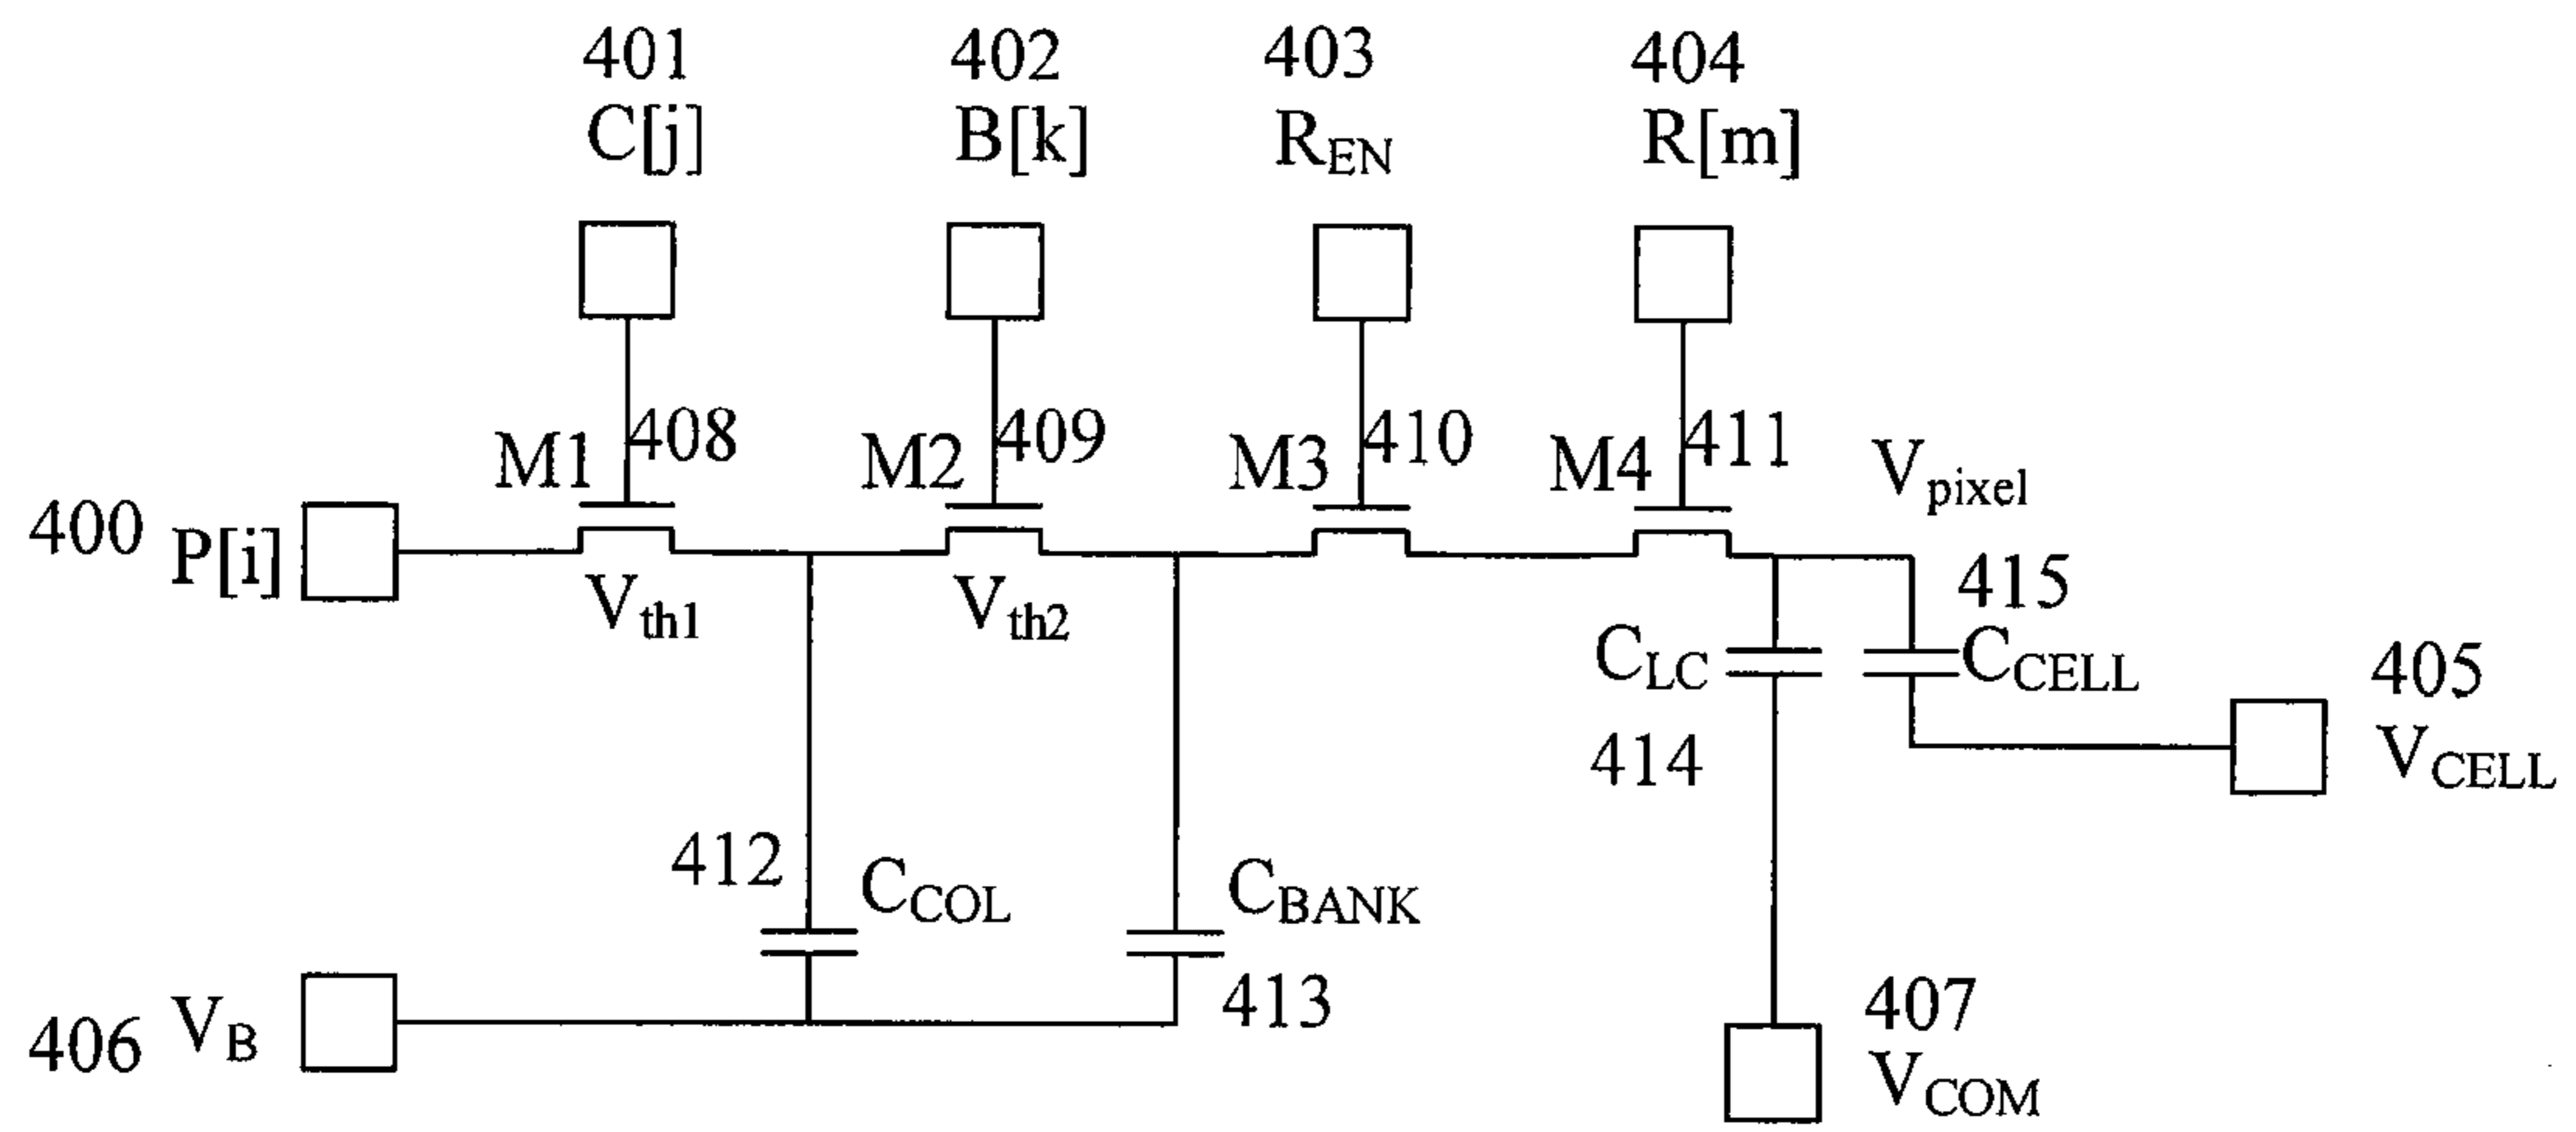 401 402 403 404
C[j] B[k] R_EN R[m]
M1 408 M2 409 M3 410 M4 411 V_pixel
400 P[i] V_th1 V_th2 415
C_LC C_CELL 405
414 V_CELL
412 C_COL C_BANK
413 407
406 V_B V_COM